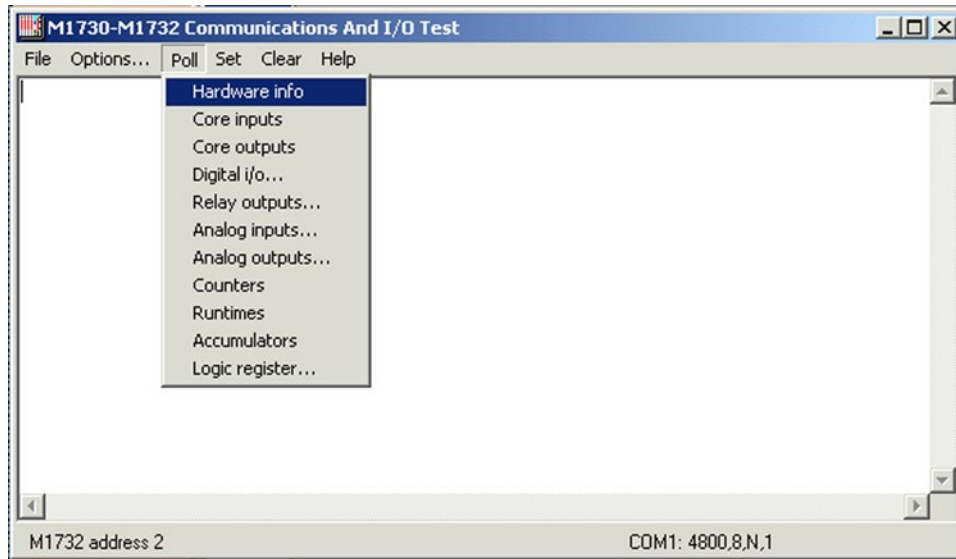 M1730-M1732 Communications And I/O Test
File Options... Poll Set Clear Help
Hardware info
Core inputs
Core outputs
Digital i/o...
Relay outputs...
Analog inputs...
Analog outputs...
Counters
Runtimes
Accumulators
Logic register...
M1732 address 2 COM1: 4800,8,N,1